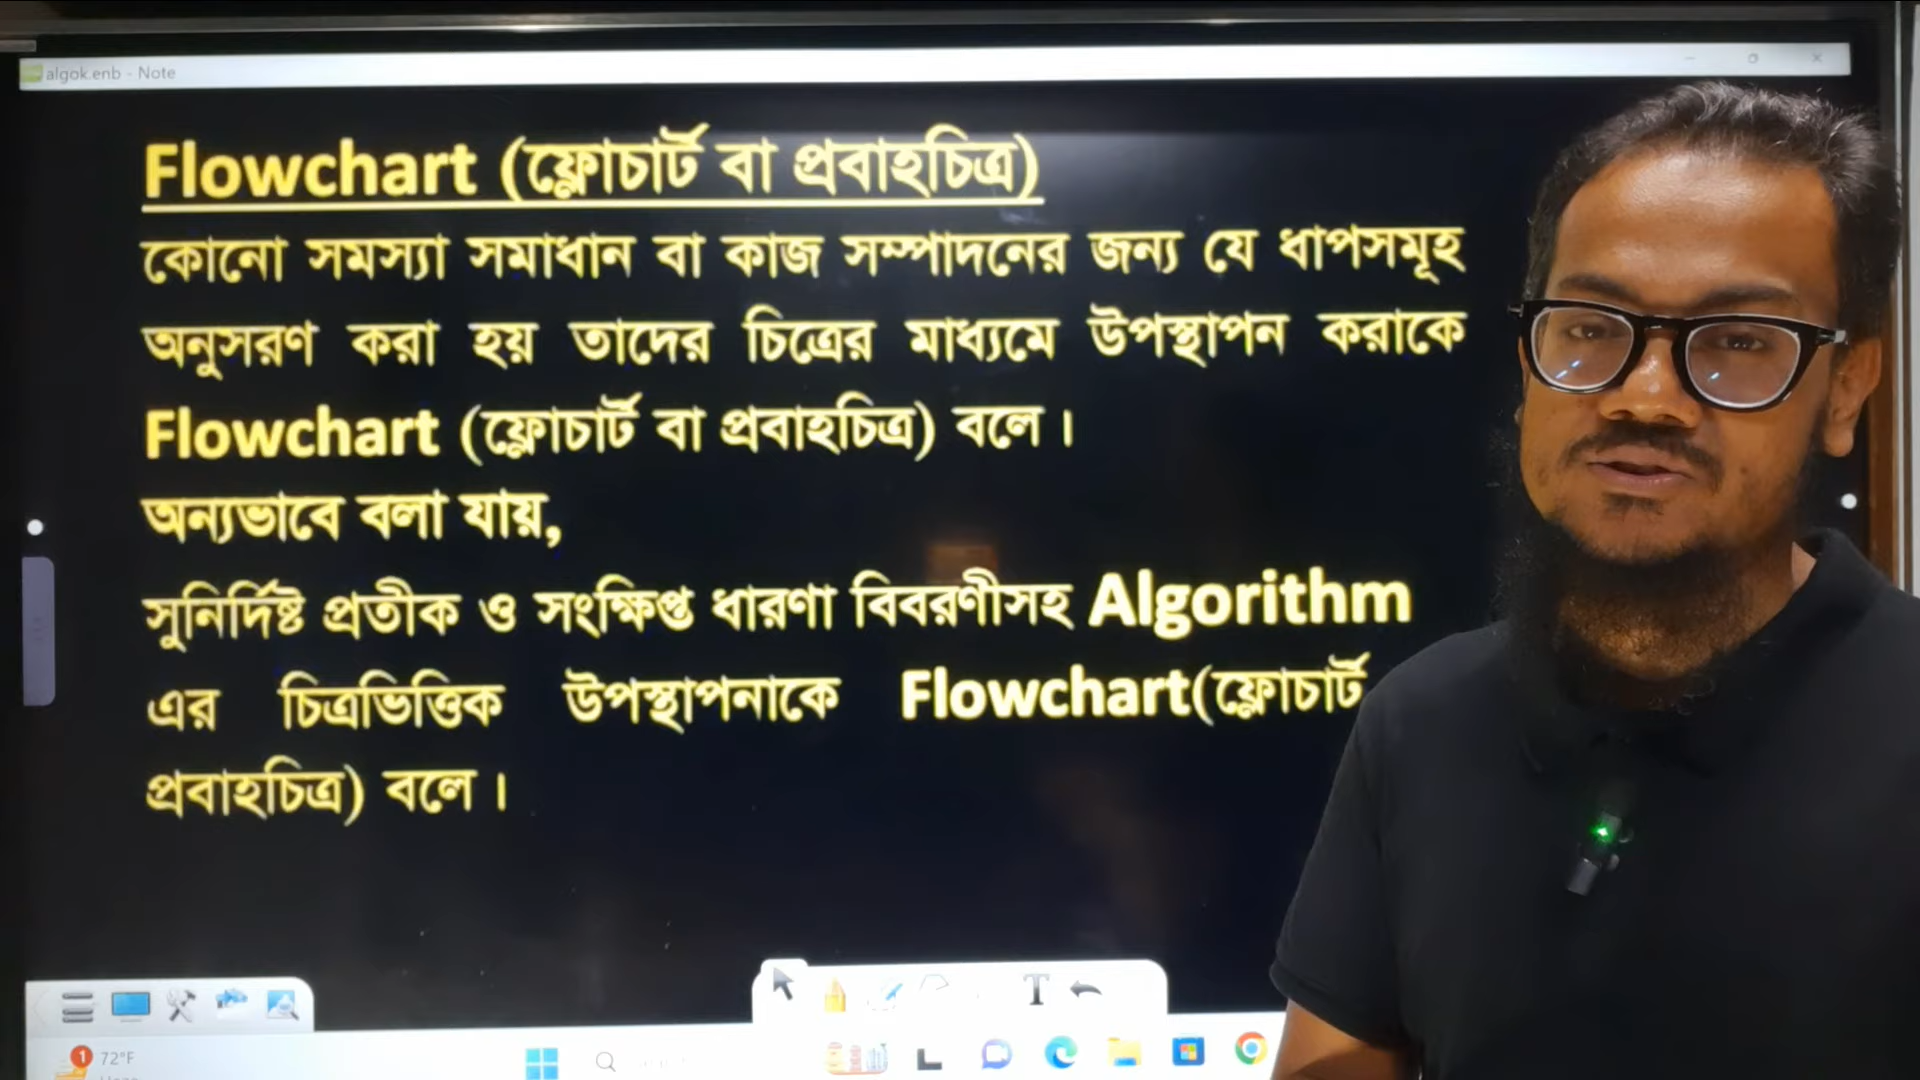 algok.enb - Note
Flowchart (ফ্লোচার্ট বা প্রবাহচিত্র)
কোনো সমস্যা সমাধান বা কাজ সম্পাদনের জন্য যে ধাপসমূহ
অনুসরণ করা হয় তাদের চিত্রের মাধ্যমে উপস্থাপন করাকে
Flowchart (ফ্লোচার্ট বা প্রবাহচিত্র) বলে।
অন্যভাবে বলা যায়,
সুনির্দিষ্ট প্রতীক ও সংক্ষিপ্ত ধারণা বিবরণীসহ Algorithm
এর চিত্রভিত্তিক উপস্থাপনাকে Flowchart(ফ্লোচার্ট
প্রবাহচিত্র) বলে।
T
1 72°F